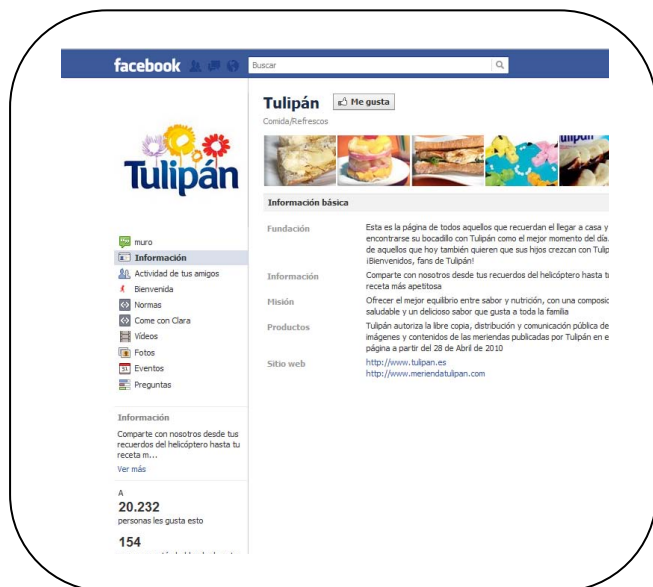 facebook
Buscar
Tulipán
Me gusta
Comida/Refrescos
Tulipán
Información básica
Fundación
Esta es la página de todos aquellos que recuerdan el llegar a casa y
encontrarse su bocadillo con Tulipán como el mejor momento del día.
de aquellos que hoy también quieren que sus hijos crezcan con Tulip
¡Bienvenidos, fans de Tulipán!
Información
Comparte con nosotros desde tus recuerdos del helicóptero hasta tu
receta más apetitosa
Misión
Ofrecer el mejor equilibrio entre sabor y nutrición, con una composic
saludable y un delicioso sabor que gusta a toda la familia
Productos
Tulipán autoriza la libre copia, distribución y comunicación pública de
imágenes y contenidos de las meriendas publicadas por Tulipán en e
página a partir del 28 de Abril de 2010
Sitio web
http://www.tulipan.es
http://www.meriendatulipan.com
muro
Información
Actividad de tus amigos
Bienvenida
Normas
Come con Clara
Vídeos
Fotos
Eventos
Preguntas
Información
Comparte con nosotros desde tus
recuerdos del helicóptero hasta tu
receta m...
Ver más
A
20.232
personas les gusta esto
154